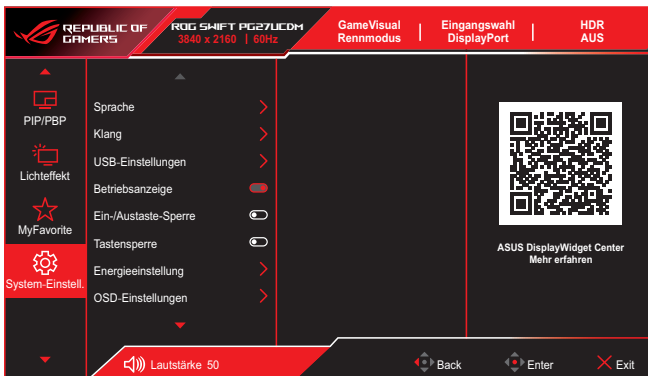 REPUBLIC OF
GAMERS
ROG SWIFT PG27UCDM
3840 x 2160 | 60Hz
GameVisual
Rennmodus
Eingangswahl
DisplayPort
HDR
AUS
PIP/PBP
Lichteffekt
MyFavorite
System-Einstell.
Sprache
Klang
USB-Einstellungen
Betriebsanzeige
Ein-/Austaste-Sperre
Tastensperre
Energieeinstellung
OSD-Einstellungen
ASUS DisplayWidget Center
Mehr erfahren
Lautstärke 50
Back
Enter
Exit